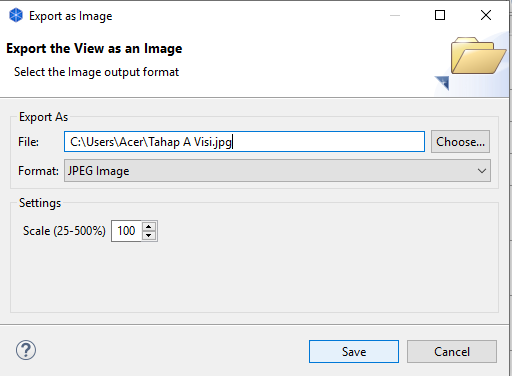 Export as Image
Export the View as an Image
Select the Image output format
Export As
File: C:\Users\Acer\Tahap A Visi.jpg Choose...
Format: JPEG Image
Settings
Scale (25-500%) 100
? Save Cancel